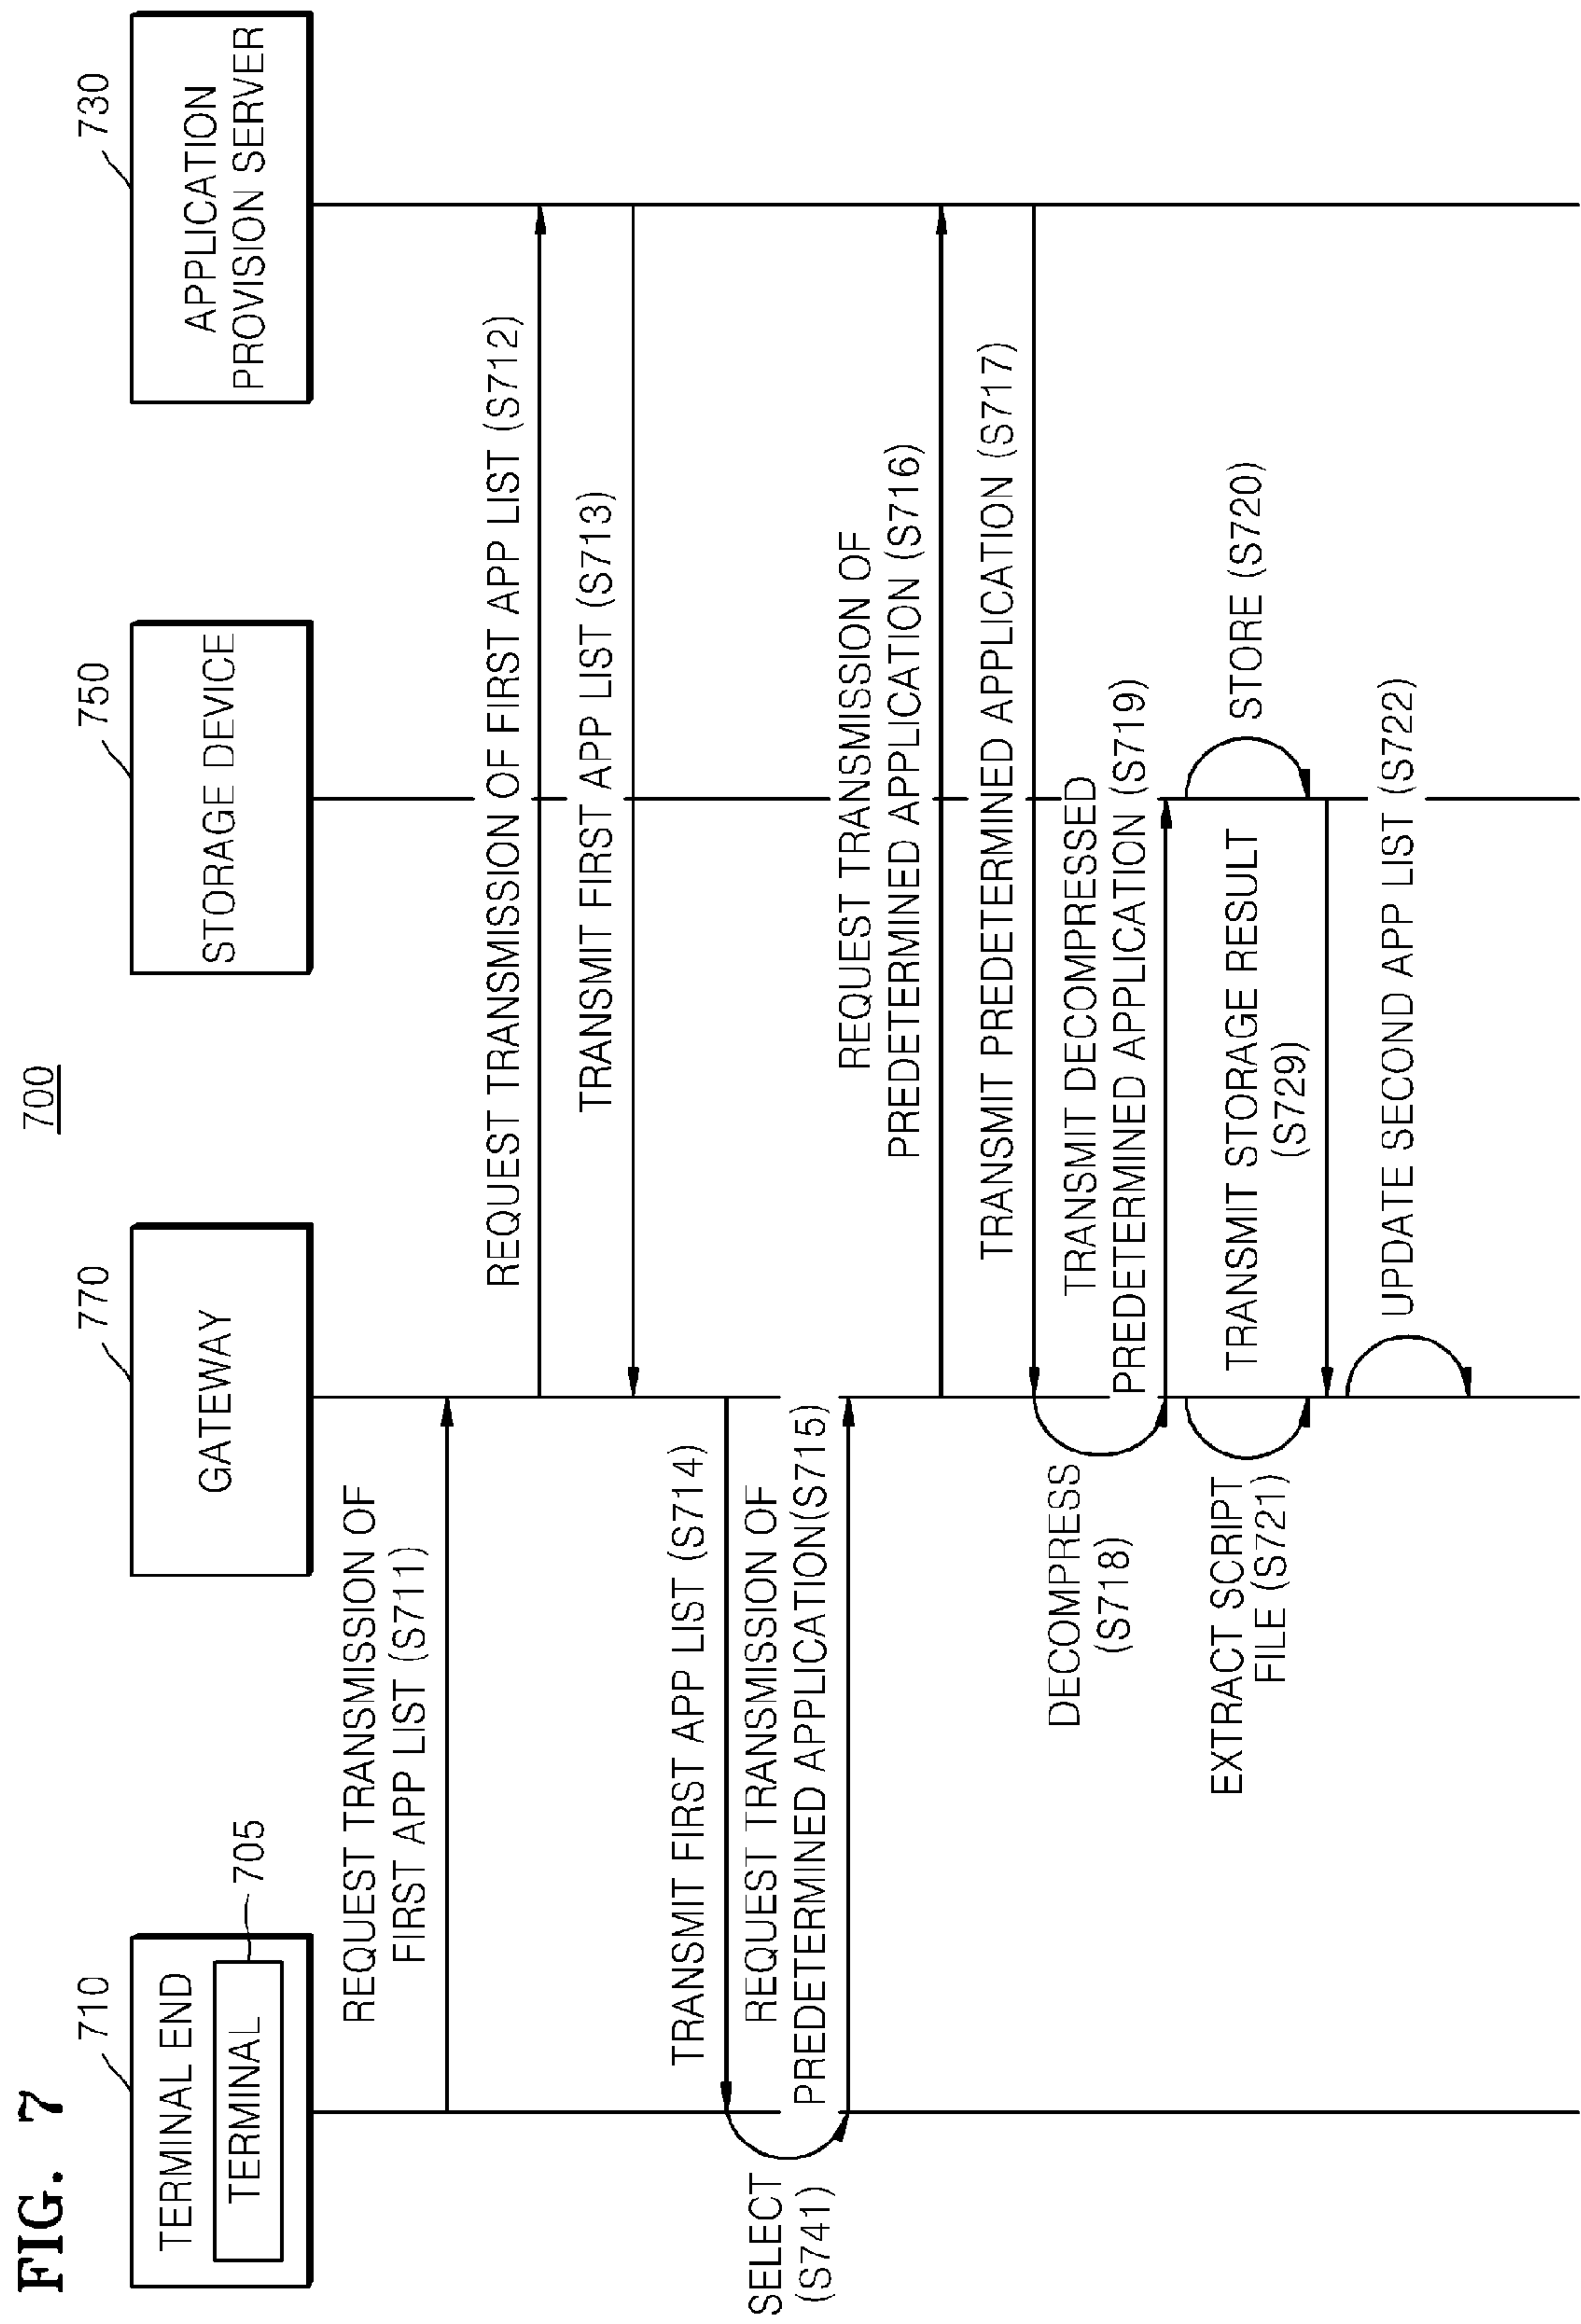 FIG. 7
700
710
770
750
730
TERMINAL END
TERMINAL
705
GATEWAY
STORAGE DEVICE
APPLICATION
PROVISION SERVER
REQUEST TRANSMISSION OF
FIRST APP LIST (S711)
REQUEST TRANSMISSION OF FIRST APP LIST (S712)
TRANSMIT FIRST APP LIST (S713)
TRANSMIT FIRST APP LIST (S714)
SELECT
(S741)
REQUEST TRANSMISSION OF
PREDETERMINED APPLICATION(S715)
REQUEST TRANSMISSION OF
PREDETERMINED APPLICATION (S716)
TRANSMIT PREDETERMINED APPLICATION (S717)
DECOMPRESS
(S718)
TRANSMIT DECOMPRESSED
PREDETERMINED APPLICATION (S719)
STORE (S720)
EXTRACT SCRIPT
FILE (S721)
TRANSMIT STORAGE RESULT
(S729)
UPDATE SECOND APP LIST (S722)